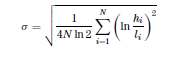 σ = √( 1 / (4N ln 2) ∑_{i=1}^{N} ( ln h_i / l_i )² )